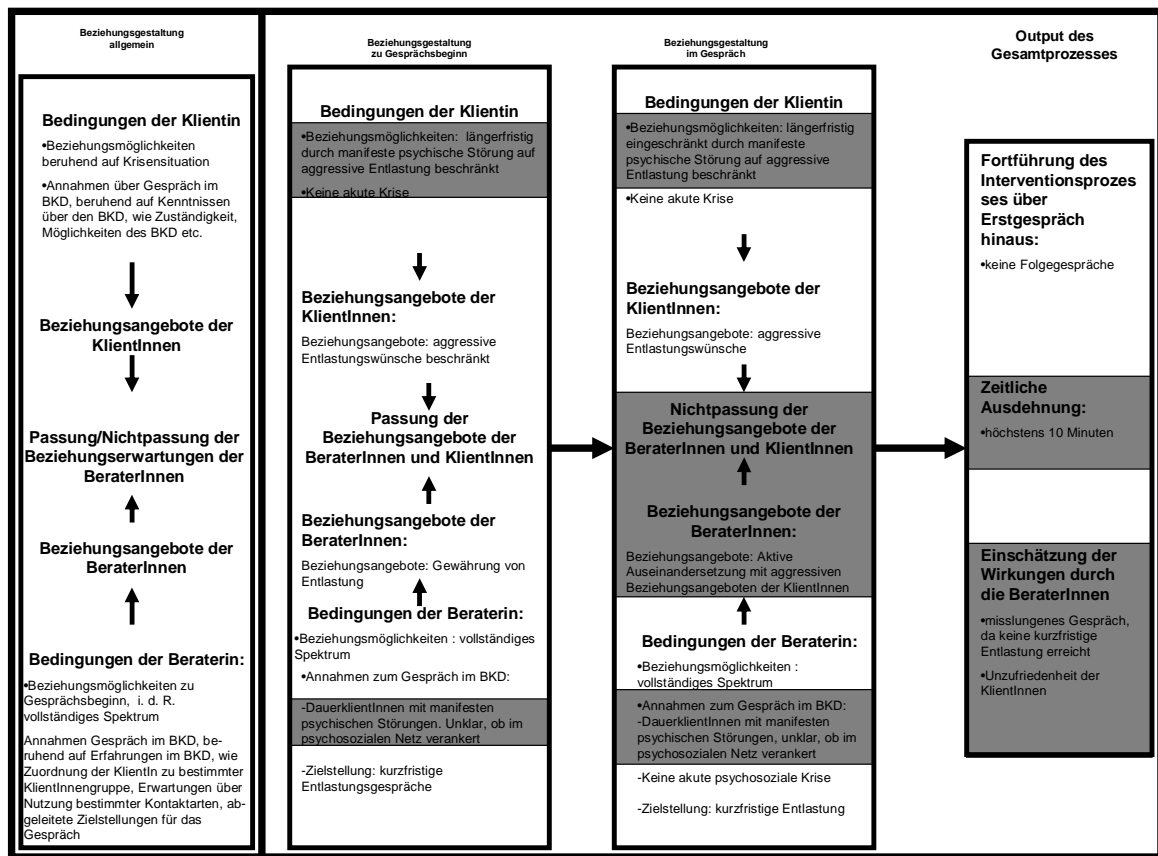 Beziehungsgestaltung
allgemein
Bedingungen der Klientin
•Beziehungsmöglichkeiten
beruhend auf Krisensituation
•Annahmen über Gespräch im
BKD, beruhend auf Kenntnissen
über den BKD, wie Zuständigkeit,
Möglichkeiten des BKD etc.
Beziehungsangebote der
KlientInnen
Passung/Nichtpassung der
Beziehungserwartungen der
BeraterInnen
Beziehungsangebote der
BeraterInnen
Bedingungen der Beraterin:
•Beziehungsmöglichkeiten zu
Gesprächsbeginn, i. d. R.
vollständiges Spektrum
Annahmen Gespräch im BKD, be-
ruhend auf Erfahrungen im BKD, wie
Zuordnung der KlientIn zu bestimmter
KlientInnengruppe, Erwartungen über
Nutzung bestimmter Kontaktarten, ab-
geleitete Zielstellungen für das
Gespräch
Beziehungsgestaltung
zu Gesprächsbeginn
Bedingungen der Klientin
•Beziehungsmöglichkeiten: längerfristig
durch manifeste psychische Störung auf
aggressive Entlastung beschränkt
•Keine akute Krise
Beziehungsangebote der
KlientInnen:
Beziehungsangebote: aggressive
Entlastungswünsche beschränkt
Passung der
Beziehungsangebote der
BeraterInnen und KlientInnen
Beziehungsangebote der
BeraterInnen:
Beziehungsangebote: Gewährung von
Entlastung
Bedingungen der Beraterin:
•Beziehungsmöglichkeiten : vollständiges
Spektrum
•Annahmen zum Gespräch im BKD:
-DauerklientInnen mit manifesten
psychischen Störungen. Unklar, ob im
psychosozialen Netz verankert
-Zielstellung: kurzfristige
Entlastungsgespräche
Beziehungsgestaltung
im Gespräch
Bedingungen der Klientin
•Beziehungsmöglichkeiten: längerfristig
eingeschränkt durch manifeste
psychische Störung auf aggressive
Entlastung beschränkt
•Keine akute Krise
Beziehungsangebote der
KlientInnen:
Beziehungsangebote: aggressive
Entlastungswünsche
Nichtpassung der
Beziehungsangebote der
BeraterInnen und KlientInnen
Beziehungsangebote der
BeraterInnen:
Beziehungsangebote: Aktive
Auseinandersetzung mit aggressiven
Beziehungsangeboten der KlientInnen
Bedingungen der Beraterin:
•Beziehungsmöglichkeiten :
vollständiges Spektrum
•Annahmen zum Gespräch im BKD:
-DauerklientInnen mit manifesten
psychischen Störungen, unklar, ob im
psychosozialen Netz verankert
-Keine akute psychosoziale Krise
-Zielstellung: kurzfristige Entlastung
Output des
Gesamtprozesses
Fortführung des
Interventionsprozes
ses über
Erstgespräch
hinaus:
•keine Folgegespräche
Zeitliche
Ausdehnung:
•höchstens 10 Minuten
Einschätzung der
Wirkungen durch
die BeraterInnen
•misslungenes Gespräch,
da keine kurzfristige
Entlastung erreicht
•Unzufriedenheit der
KlientInnen